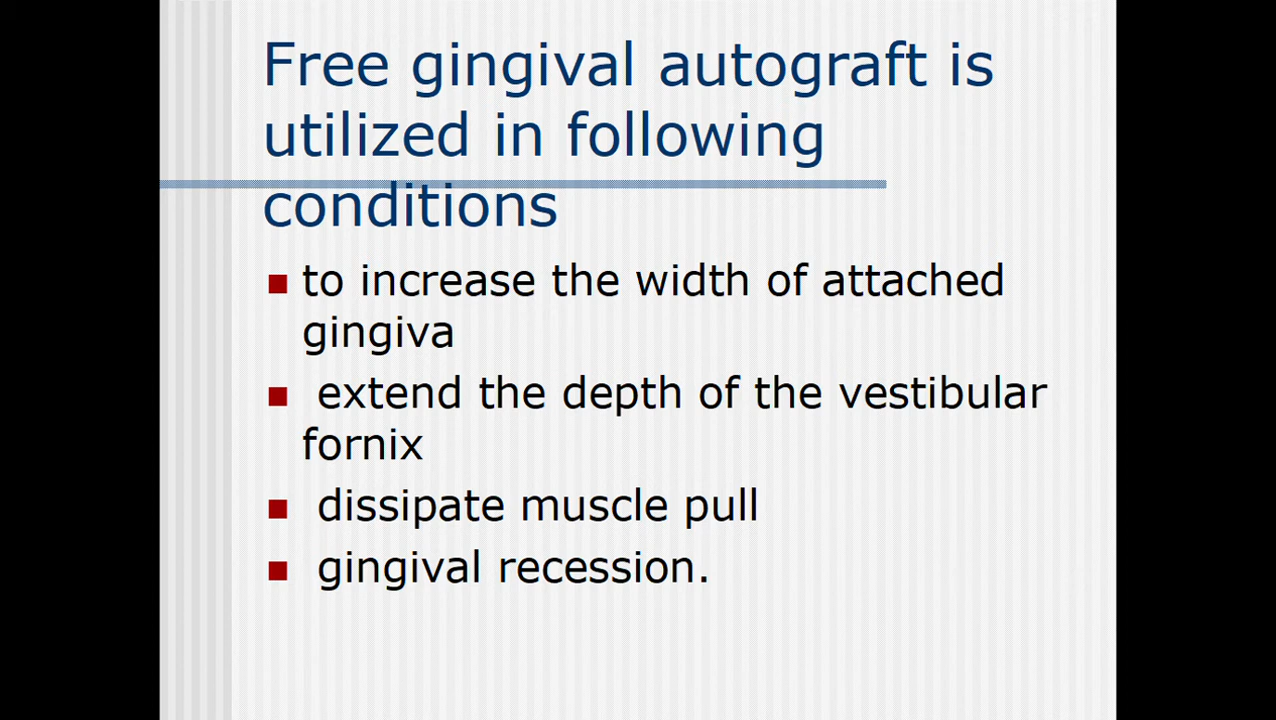 Free gingival autograft is
utilized in following
conditions
to increase the width of attached
gingiva
extend the depth of the vestibular
fornix
dissipate muscle pull
gingival recession.